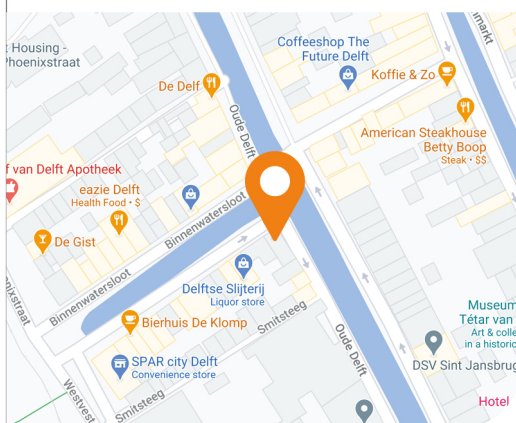 t Housing -
Phoenixstraat
Coffeeshop The
Future Delft
nmarkt
De Delf
Koffie & Zo
Oude Delft
American Steakhouse
Betty Boop
Steak • $$
f van Delft Apotheek
eazie Delft
Health Food • $
Binnenwatersloot
De Gist
Binnenwatersloot
enixstraat
Delftse Slijterij
Liquor store
Bierhuis De Klomp
Smitsteeg
Oude Delft
Museum
Tétar van
Art & colle
in a historic
SPAR city Delft
Convenience store
DSV Sint Jansbrug
Westvest
Smitsteeg
Hotel